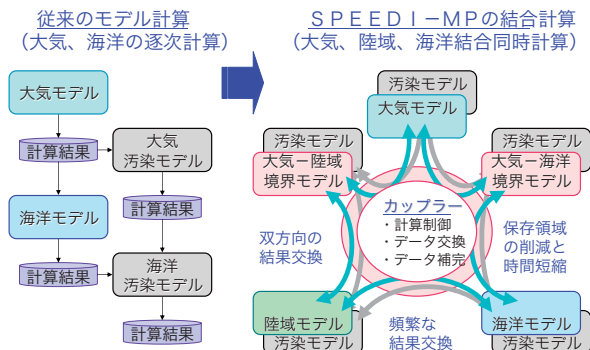 従来のモデル計算
（大気、海洋の逐次計算）
大気モデル
計算結果
大気
汚染モデル
海洋モデル
計算結果
計算結果
海洋
汚染モデル
計算結果
ＳＰＥＥＤＩ－ＭＰの結合計算
（大気、陸域、海洋結合同時計算）
汚染モデル
大気モデル
汚染モデル
大気－陸域
境界モデル
汚染モデル
大気－海洋
境界モデル
カップラー
・計算制御
・データ交換
・データ補完
双方向の
結果交換
保存領域
の削減と
時間短縮
陸域モデル
汚染モデル
頻繁な
結果交換
海洋モデル
汚染モデル